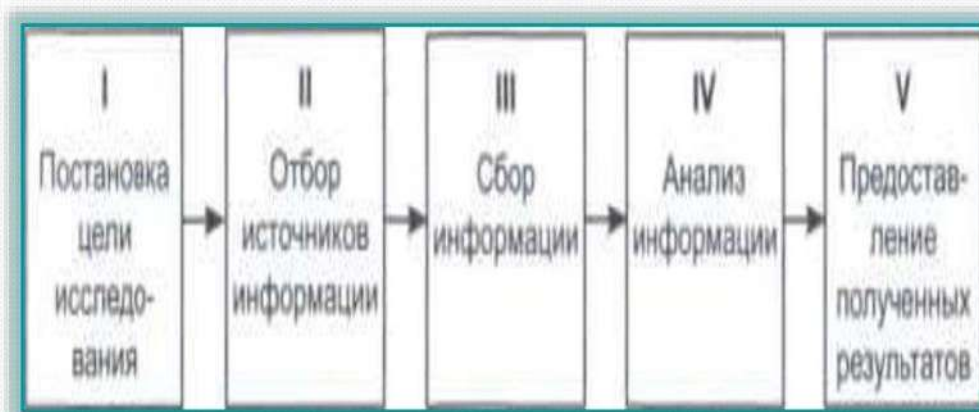 I
Постановка
цели
исследо-
вания
II
Отбор
источников
информации
III
Сбор
информации
IV
Анализ
информации
V
Предостав-
ление
полученных
результатов